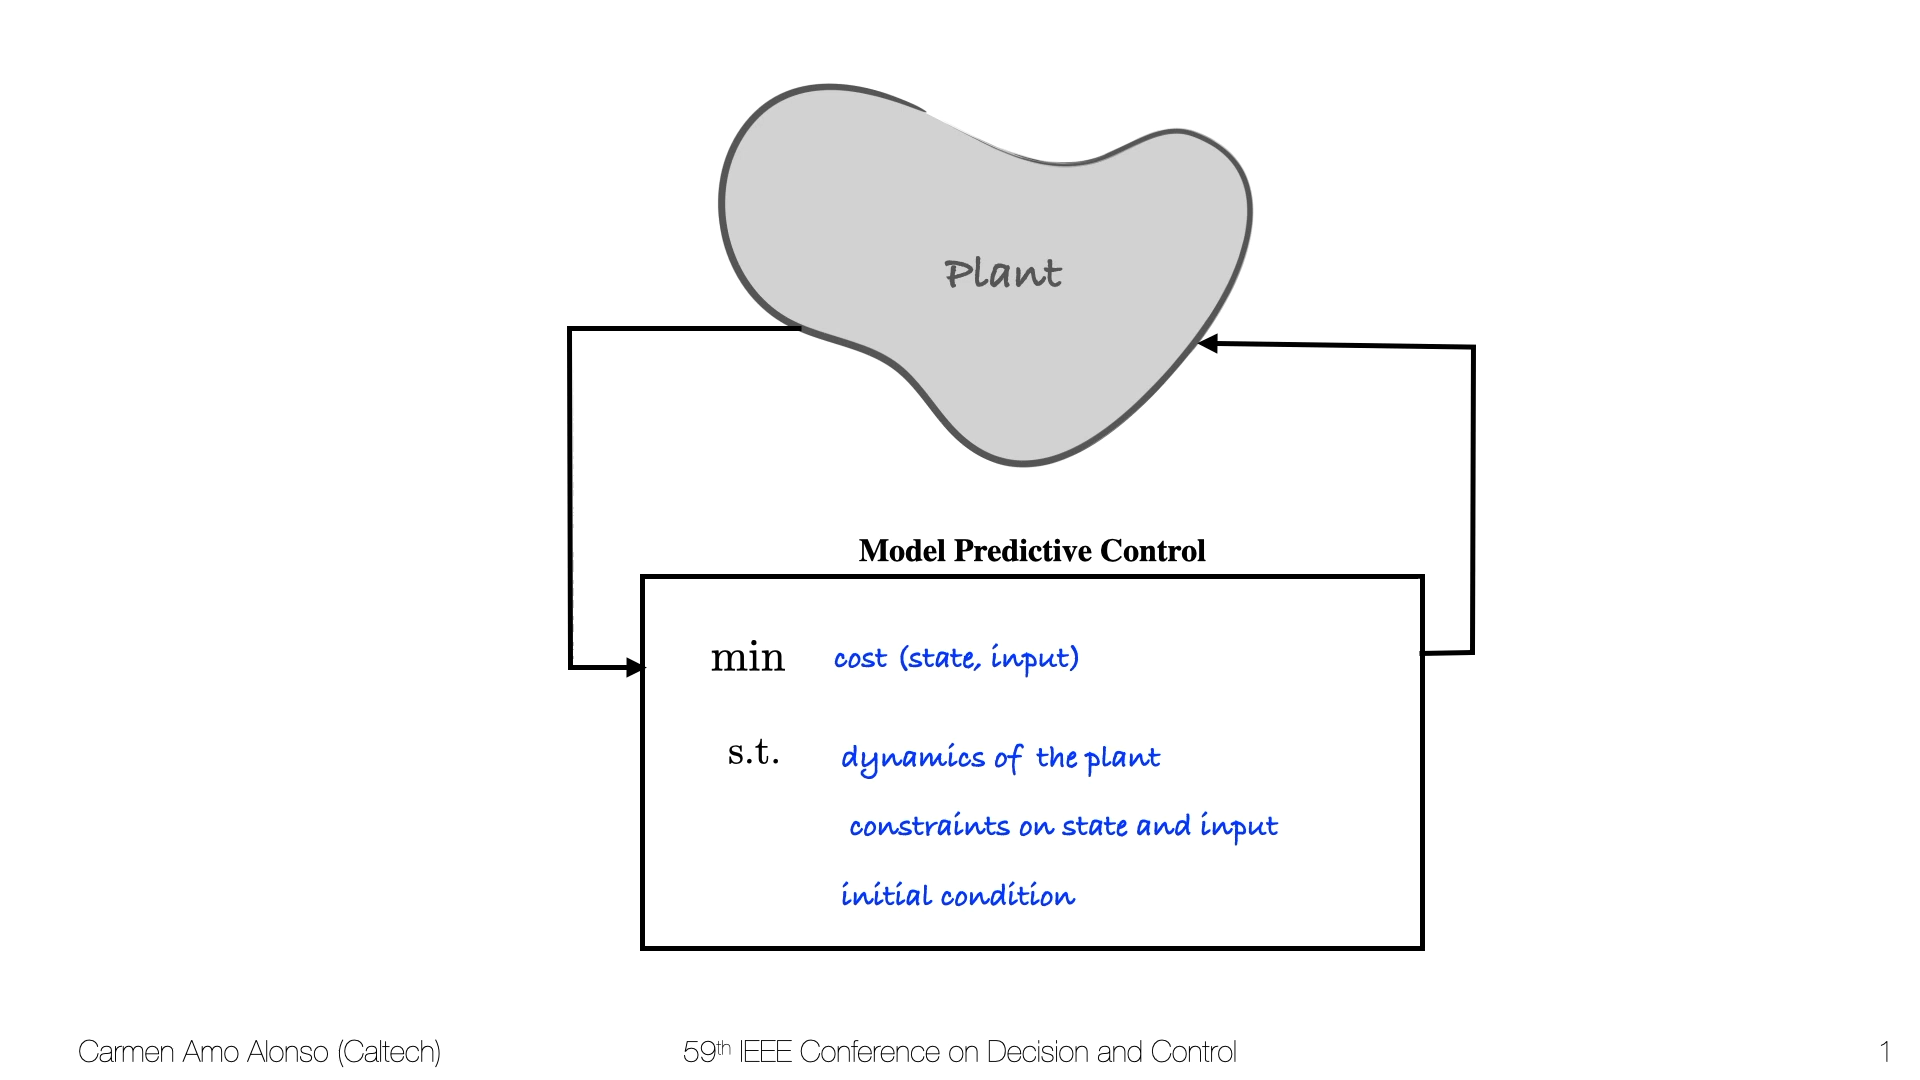 Plant
Model Predictive Control
min cost (state, input)
s.t. dynamics of the plant
constraints on state and input
initial condition
Carmen Amo Alonso (Caltech) 59th IEEE Conference on Decision and Control 1